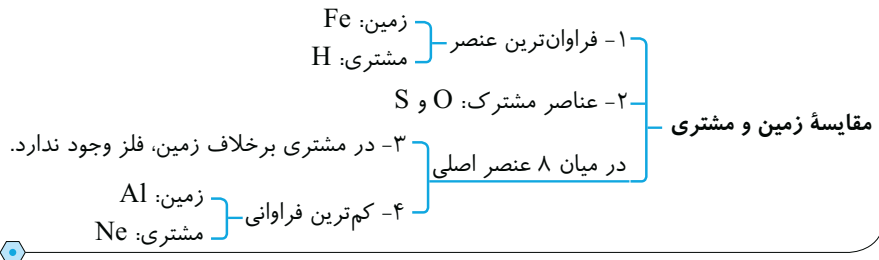 مقایسهٔ زمین و مشتری
۱- فراوان‌ترین عنصر
زمین: Fe
مشتری: H
۲- عناصر مشترک: O و S
در میان ۸ عنصر اصلی
۳- در مشتری برخلاف زمین، فلز وجود ندارد.
۴- کم‌ترین فراوانی
زمین: Al
مشتری: Ne